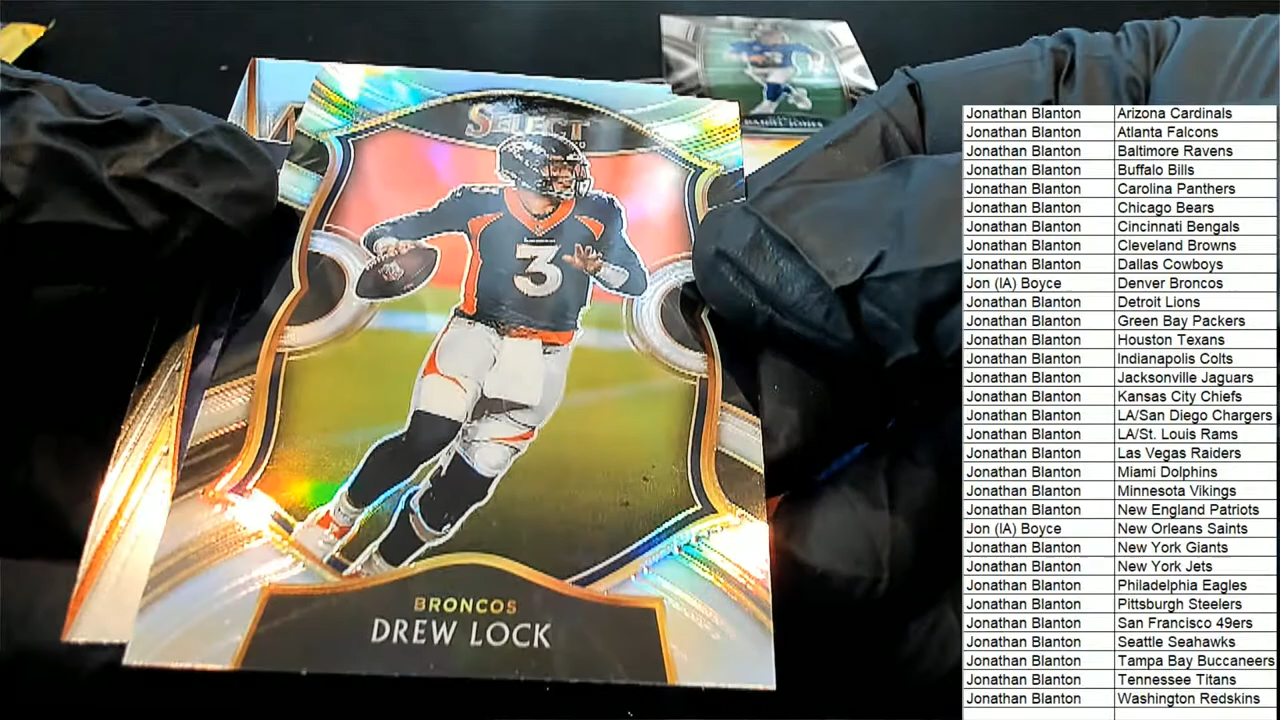 SELECT
3
BRONCOS
DREW LOCK
DANIEL JONES
Jonathan Blanton Arizona Cardinals
Jonathan Blanton Atlanta Falcons
Jonathan Blanton Baltimore Ravens
Jonathan Blanton Buffalo Bills
Jonathan Blanton Carolina Panthers
Jonathan Blanton Chicago Bears
Jonathan Blanton Cincinnati Bengals
Jonathan Blanton Cleveland Browns
Jonathan Blanton Dallas Cowboys
Jon (IA) Boyce Denver Broncos
Jonathan Blanton Detroit Lions
Jonathan Blanton Green Bay Packers
Jonathan Blanton Houston Texans
Jonathan Blanton Indianapolis Colts
Jonathan Blanton Jacksonville Jaguars
Jonathan Blanton Kansas City Chiefs
Jonathan Blanton LA/San Diego Chargers
Jonathan Blanton LA/St. Louis Rams
Jonathan Blanton Las Vegas Raiders
Jonathan Blanton Miami Dolphins
Jonathan Blanton Minnesota Vikings
Jonathan Blanton New England Patriots
Jon (IA) Boyce New Orleans Saints
Jonathan Blanton New York Giants
Jonathan Blanton New York Jets
Jonathan Blanton Philadelphia Eagles
Jonathan Blanton Pittsburgh Steelers
Jonathan Blanton San Francisco 49ers
Jonathan Blanton Seattle Seahawks
Jonathan Blanton Tampa Bay Buccaneers
Jonathan Blanton Tennessee Titans
Jonathan Blanton Washington Redskins